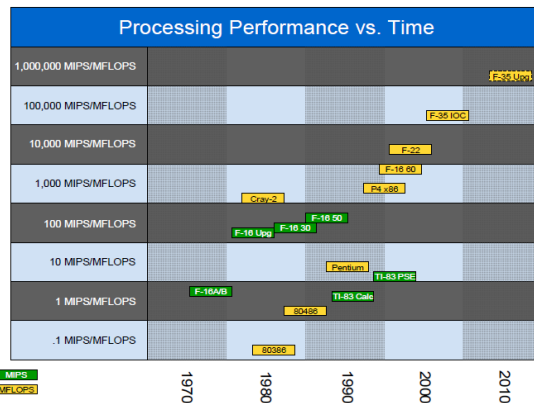 Processing Performance vs. Time
1,000,000 MIPS/MFLOPS
F-35 Upg
100,000 MIPS/MFLOPS
F-35 IOC
10,000 MIPS/MFLOPS
F-22
F-16 60
1,000 MIPS/MFLOPS
P4 x86
Cray-2
100 MIPS/MFLOPS
F-16 50
F-16 30
F-16 Upg
10 MIPS/MFLOPS
Pentium
TI-83 PSE
F-16A/B
1 MIPS/MFLOPS
TI-83 Calc
80486
.1 MIPS/MFLOPS
80386
MIPS
MFLOPS
1970
1980
1990
2000
2010